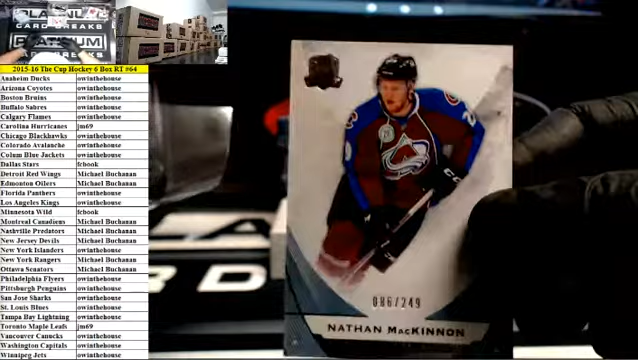 PLATINUM
CARD BREAKS
PLATINUM
2015-16 The Cup Hockey 6 Box RT #64
Anaheim Ducks owinthehouse
Arizona Coyotes owinthehouse
Boston Bruins owinthehouse
Buffalo Sabres owinthehouse
Calgary Flames owinthehouse
Carolina Hurricanes jm69
Chicago Blackhawks owinthehouse
Colorado Avalanche owinthehouse
Colum Blue Jackets owinthehouse
Dallas Stars fcbook
Detroit Red Wings Michael Buchanan
Edmonton Oilers Michael Buchanan
Florida Panthers owinthehouse
Los Angeles Kings owinthehouse
Minnesota Wild fcbook
Montreal Canadiens Michael Buchanan
Nashville Predators Michael Buchanan
New Jersey Devils Michael Buchanan
New York Islanders owinthehouse
New York Rangers Michael Buchanan
Ottawa Senators Michael Buchanan
Philadelphia Flyers owinthehouse
Pittsburgh Penguins owinthehouse
San Jose Sharks owinthehouse
St. Louis Blues owinthehouse
Tampa Bay Lightning owinthehouse
Toronto Maple Leafs jm69
Vancouver Canucks owinthehouse
Washington Capitals owinthehouse
Winnipeg Jets owinthehouse
CCM
086/249
NATHAN MACKINNON